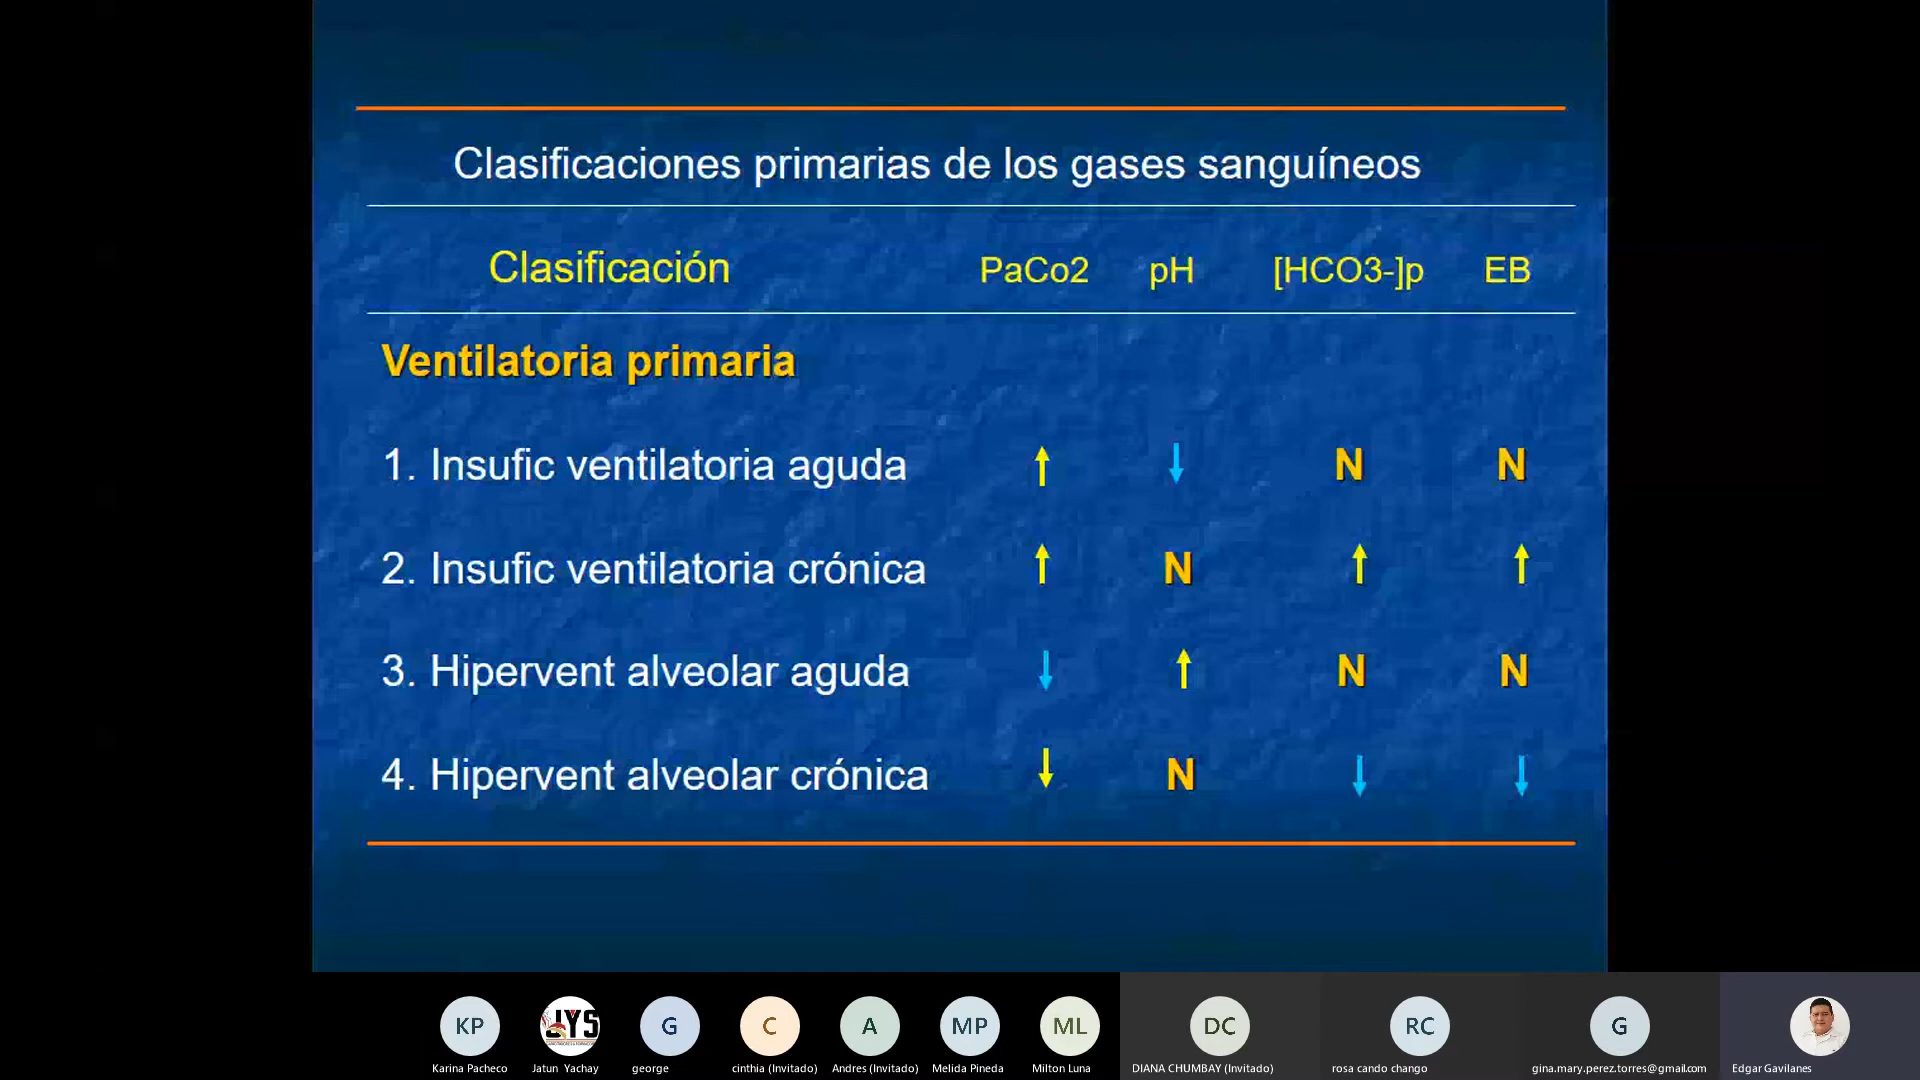 Clasificaciones primarias de los gases sanguíneos
Clasificación PaCo2 pH [HCO3-]p EB
Ventilatoria primaria
1. Insufic ventilatoria aguda ↑ ↓ N N
2. Insufic ventilatoria crónica ↑ N ↑ ↑
3. Hipervent alveolar aguda ↓ ↑ N N
4. Hipervent alveolar crónica ↓ N ↓ ↓
KP JYS G C A MP ML DC RC G
Karina Pacheco Jatun Yachay george cinthia (Invitado) Andres (Invitado) Melida Pineda Milton Luna DIANA CHUMBAY (Invitado) rosa cando chango gina.mary.perez.torres@gmail.com Edgar Gavilanes